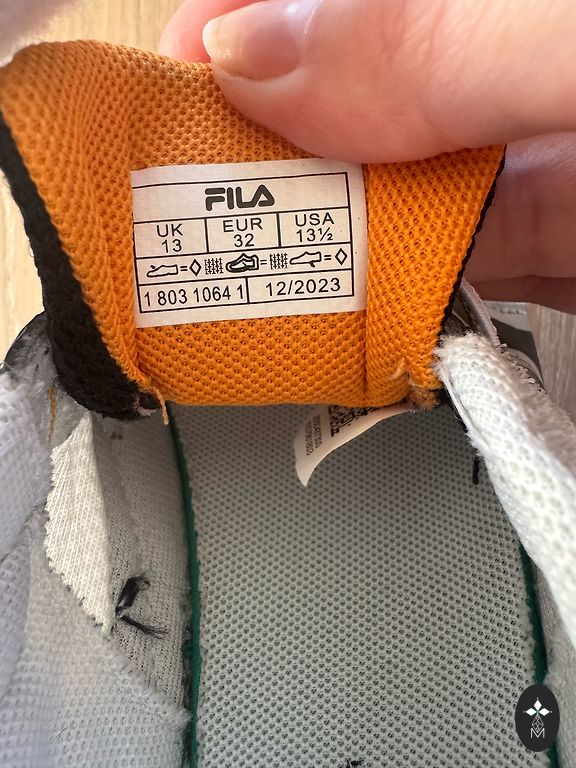 FILA
UK EUR USA
13 32 13½
1 803 1064 1 12/2023